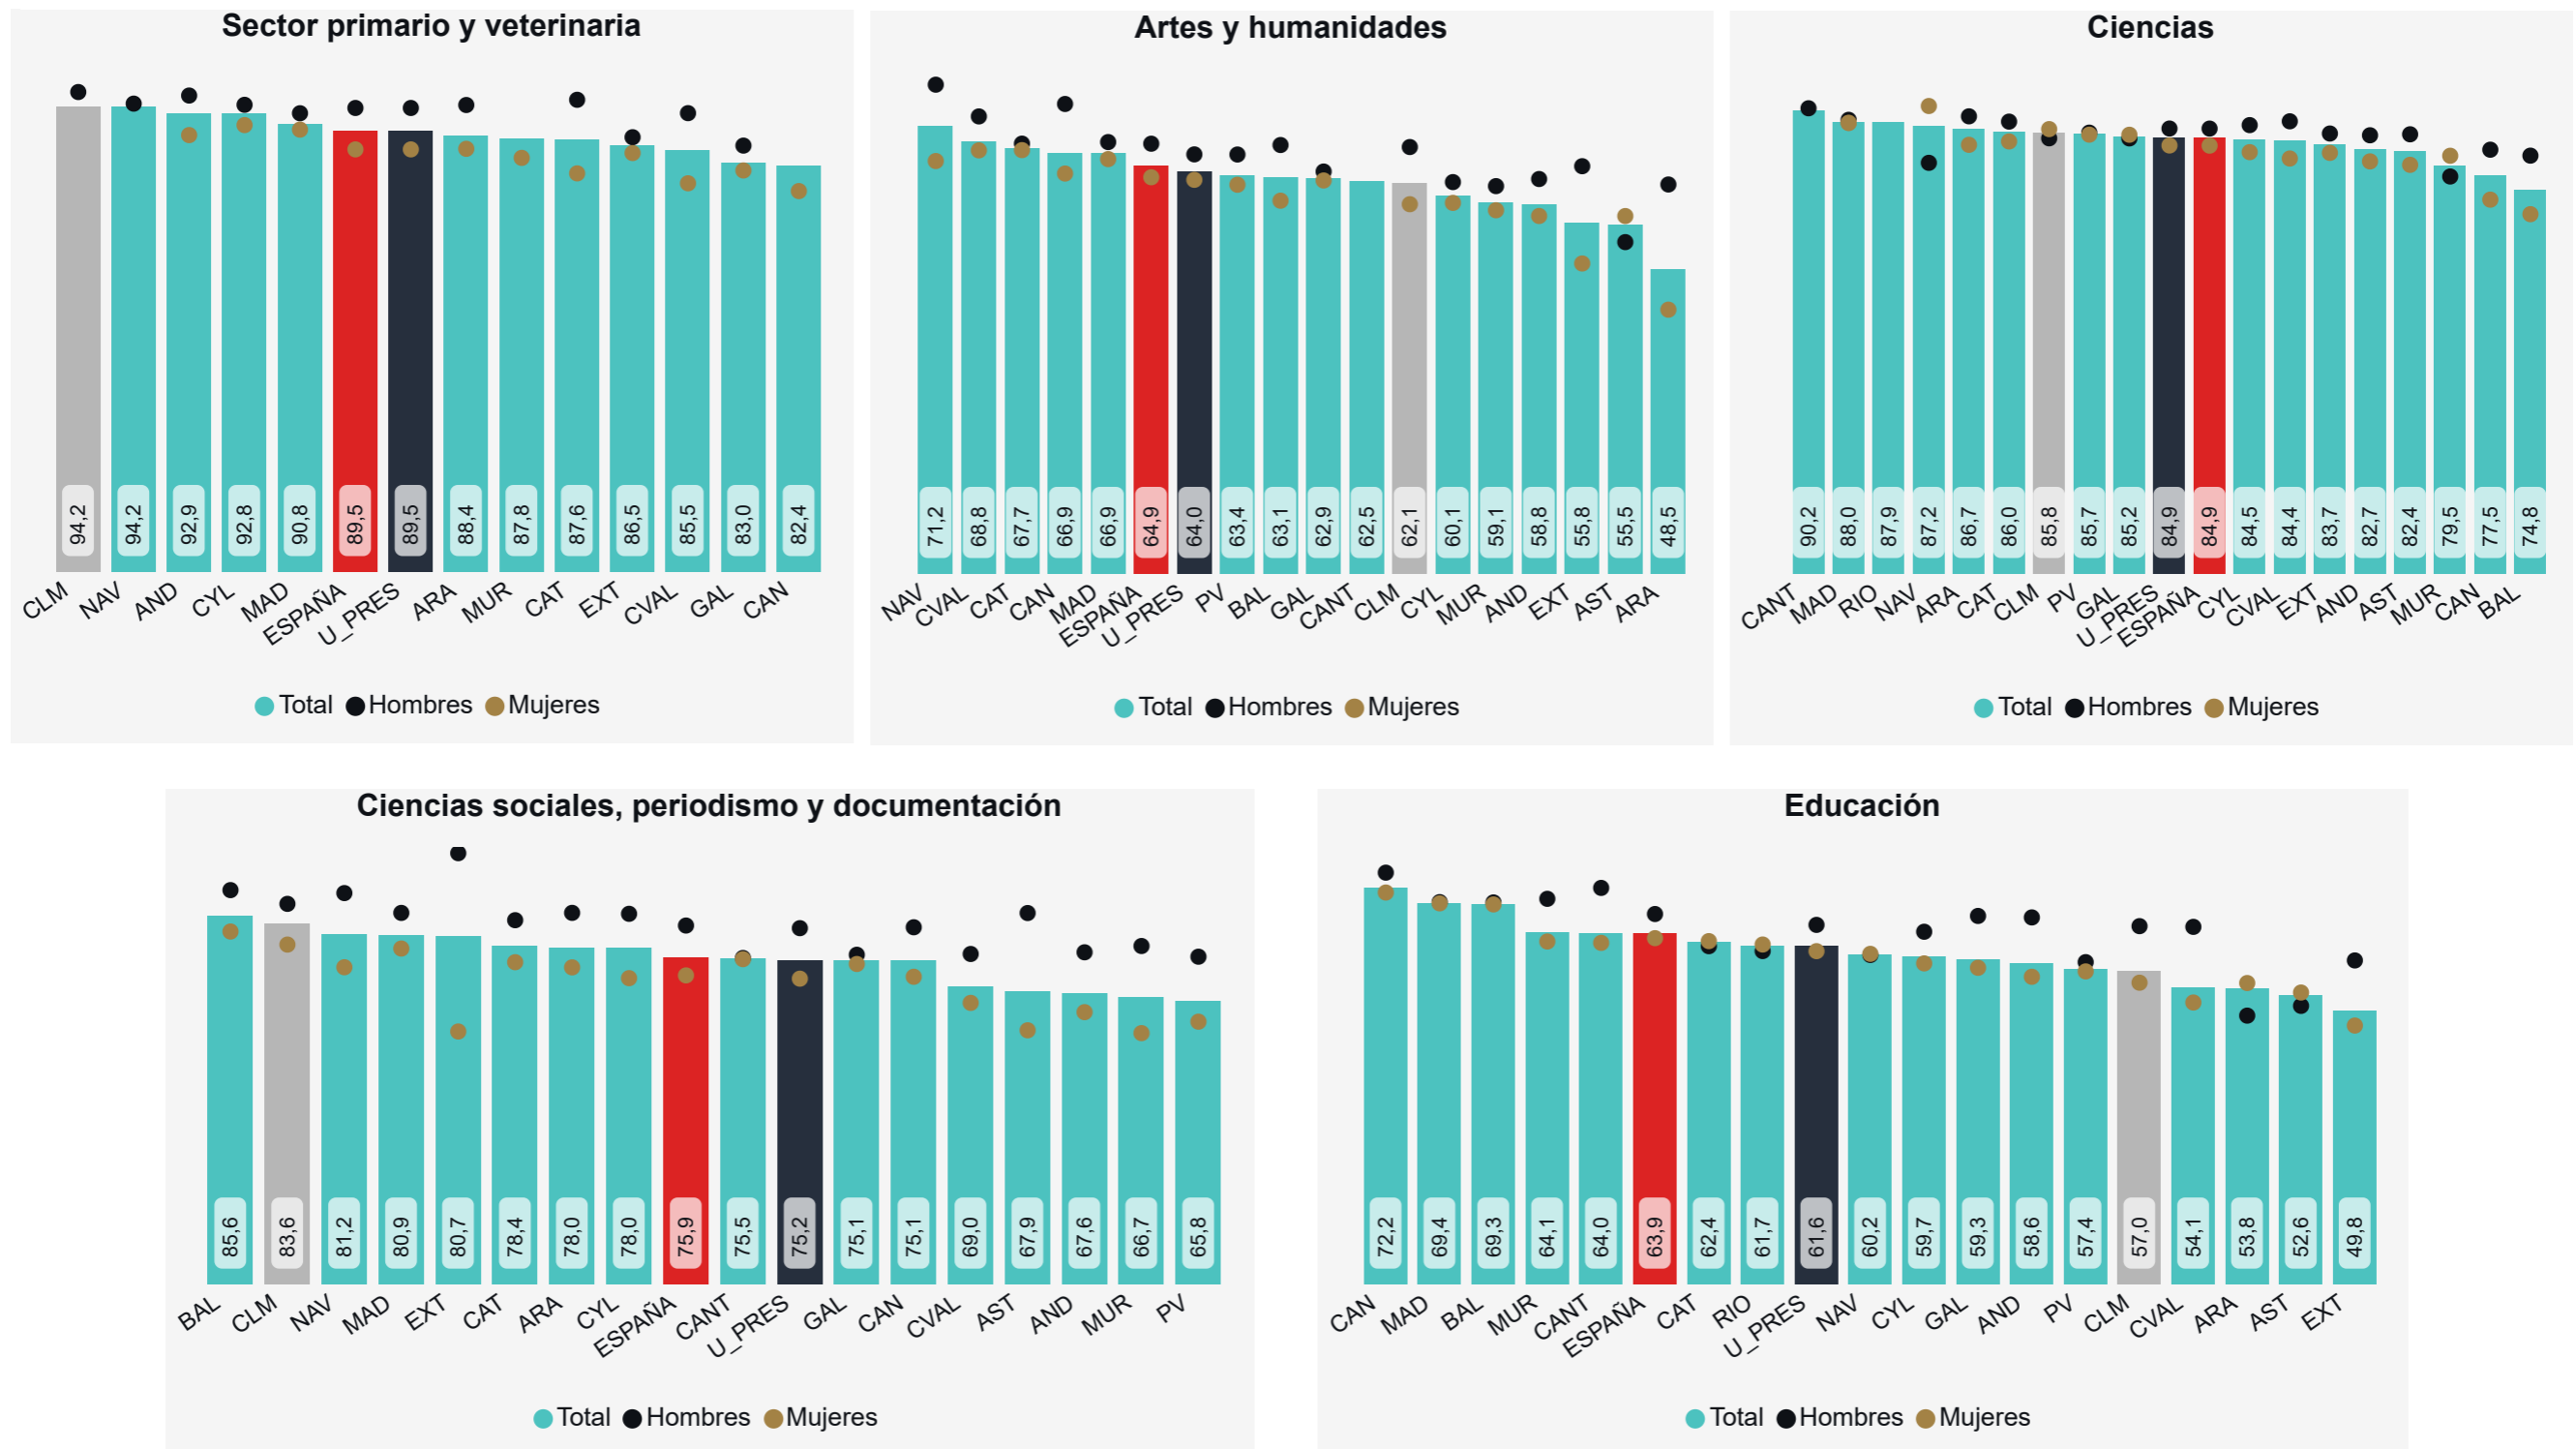 Sector primario y veterinaria
94,2 94,2 92,9 92,8 90,8 89,5 89,5 88,4 87,8 87,6 86,5 85,5 83,0 82,4
CLM NAV AND CYL MAD ESPAÑA U_PRES ARA MUR CAT EXT CVAL GAL CAN
Total Hombres Mujeres
Artes y humanidades
71,2 68,8 67,7 66,9 66,9 64,9 64,0 63,4 63,1 62,9 62,5 62,1 60,1 59,1 58,8 55,8 55,5 48,5
NAV CVAL CAT CAN MAD ESPAÑA U_PRES PV BAL GAL CANT CLM CYL MUR AND EXT AST ARA
Total Hombres Mujeres
Ciencias
90,2 88,0 87,9 87,2 86,7 86,0 85,8 85,7 85,2 84,9 84,9 84,5 84,4 83,7 82,7 82,4 79,5 77,5 74,8
CANT MAD RIO NAV ARA CAT CLM PV GAL U_PRES ESPAÑA CYL CVAL EXT AND AST MUR CAN BAL
Total Hombres Mujeres
Ciencias sociales, periodismo y documentación
85,6 83,6 81,2 80,9 80,7 78,4 78,0 78,0 75,9 75,5 75,2 75,1 75,1 69,0 67,9 67,6 66,7 65,8
BAL CLM NAV MAD EXT CAT ARA CYL ESPAÑA CANT U_PRES GAL CAN CVAL AST AND MUR PV
Total Hombres Mujeres
Educación
72,2 69,4 69,3 64,1 64,0 63,9 62,4 61,7 61,6 60,2 59,7 59,3 58,6 57,4 57,0 54,1 53,8 52,6 49,8
CAN MAD BAL MUR CANT ESPAÑA CAT RIO U_PRES NAV CYL GAL AND PV CLM CVAL ARA AST EXT
Total Hombres Mujeres